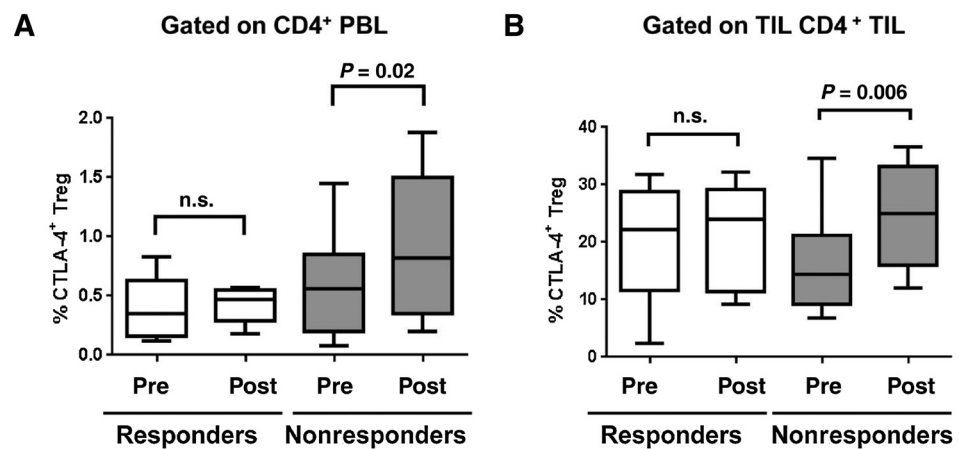 A
Gated on CD4+ PBL
P = 0.02
n.s.
% CTLA-4+ Treg
2.0
1.5
1.0
0.5
0.0
Pre
Post
Pre
Post
Responders
Nonresponders
B
Gated on TIL CD4 + TIL
n.s.
P = 0.006
% CTLA-4+ Treg
40
30
20
10
0
Pre
Post
Pre
Post
Responders
Nonresponders